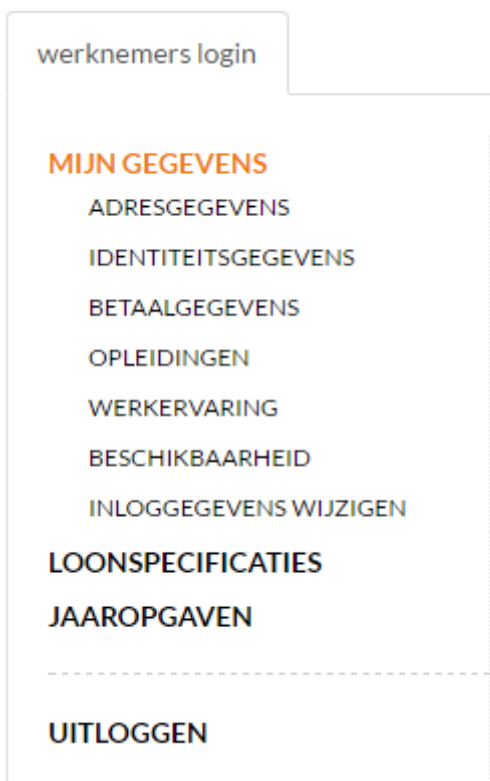 werknemers login
MIJN GEGEVENS
ADRESGEGEVENS
IDENTITEITSGEGEVENS
BETAALGEGEVENS
OPLEIDINGEN
WERKERVARING
BESCHIKBAARHEID
INLOGGEGEVENS WIJZIGEN
LOONSPECIFICATIES
JAAROPGAVEN
UITLOGGEN